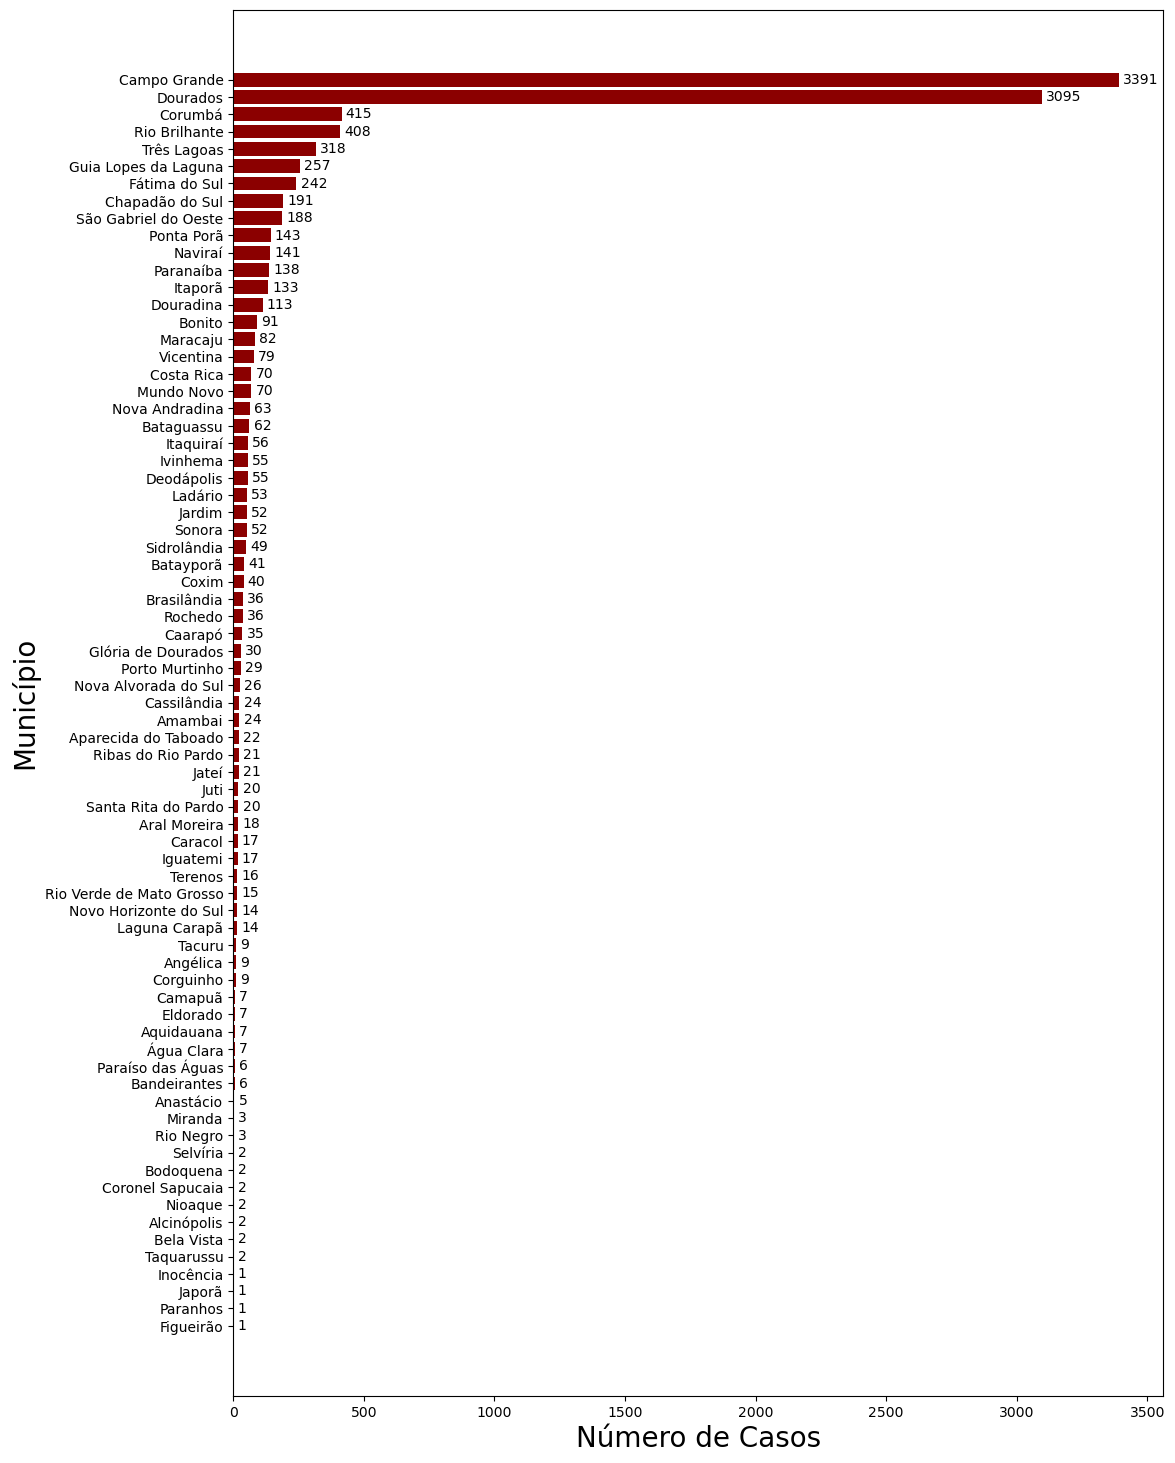 Campo Grande 3391
Dourados 3095
Corumbá 415
Rio Brilhante 408
Três Lagoas 318
Guia Lopes da Laguna 257
Fátima do Sul 242
Chapadão do Sul 191
São Gabriel do Oeste 188
Ponta Porã 143
Naviraí 141
Paranaíba 138
Itaporã 133
Douradina 113
Bonito 91
Maracaju 82
Vicentina 79
Costa Rica 70
Mundo Novo 70
Nova Andradina 63
Bataguassu 62
Itaquiraí 56
Ivinhema 55
Deodápolis 55
Ladário 53
Jardim 52
Sonora 52
Sidrolândia 49
Batayporã 41
Coxim 40
Brasilândia 36
Rochedo 36
Caarapó 35
Glória de Dourados 30
Porto Murtinho 29
Nova Alvorada do Sul 26
Cassilândia 24
Amambai 24
Aparecida do Taboado 22
Ribas do Rio Pardo 21
Jateí 21
Juti 20
Santa Rita do Pardo 20
Aral Moreira 18
Caracol 17
Iguatemi 17
Terenos 16
Rio Verde de Mato Grosso 15
Novo Horizonte do Sul 14
Laguna Carapã 14
Tacuru 9
Angélica 9
Corguinho 9
Camapuã 7
Eldorado 7
Aquidauana 7
Água Clara 7
Paraíso das Águas 6
Bandeirantes 6
Anastácio 5
Miranda 3
Rio Negro 3
Selvíria 2
Bodoquena 2
Coronel Sapucaia 2
Nioaque 2
Alcinópolis 2
Bela Vista 2
Taquarussu 2
Inocência 1
Japorã 1
Paranhos 1
Figueirão 1
Município
0 500 1000 1500 2000 2500 3000 3500
Número de Casos